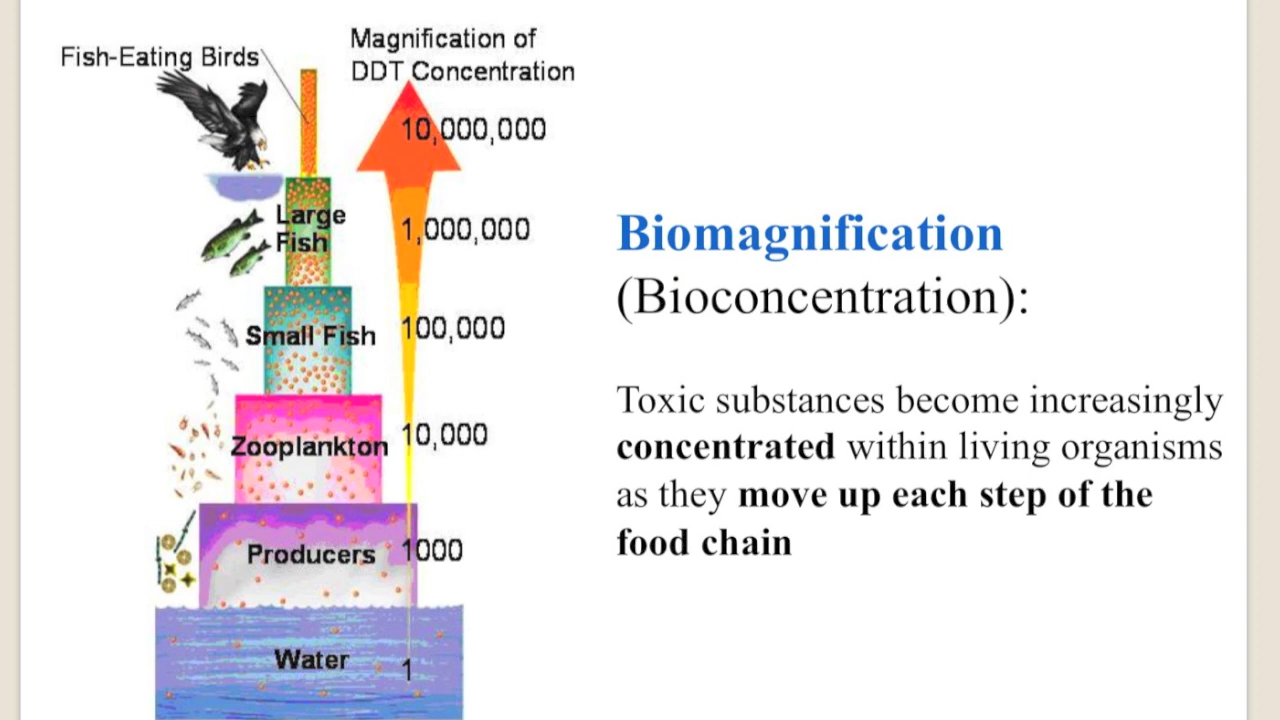 Fish-Eating Birds
Magnification of
DDT Concentration
10,000,000
Large
Fish
1,000,000
Small Fish
100,000
Zooplankton
10,000
Producers
1000
Water
1
Biomagnification
(Bioconcentration):
Toxic substances become increasingly
concentrated within living organisms
as they move up each step of the
food chain